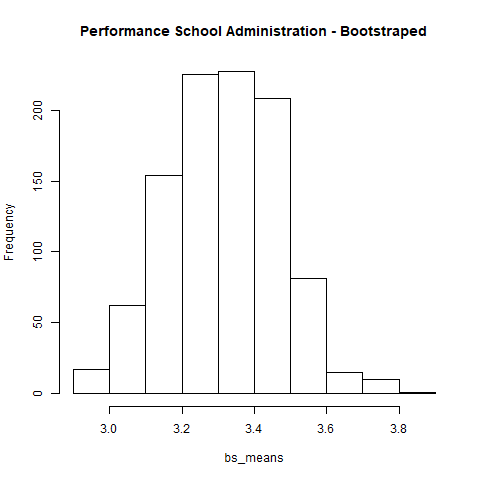 Performance School Administration - Bootstraped
Frequency
200
150
100
50
0
3.0 3.2 3.4 3.6 3.8
bs_means